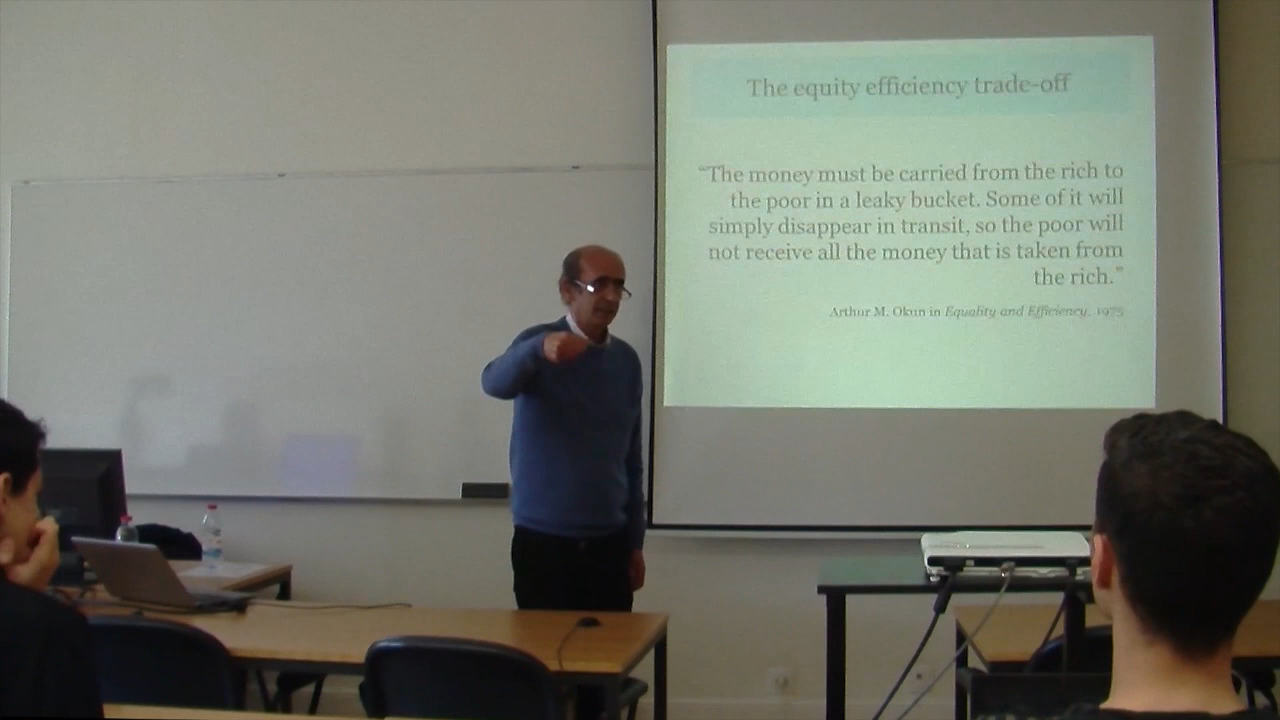 The equity efficiency trade-off
“The money must be carried from the rich to
the poor in a leaky bucket. Some of it will
simply disappear in transit, so the poor will
not receive all the money that is taken from
the rich.”
Arthur M. Okun in Equality and Efficiency, 1975